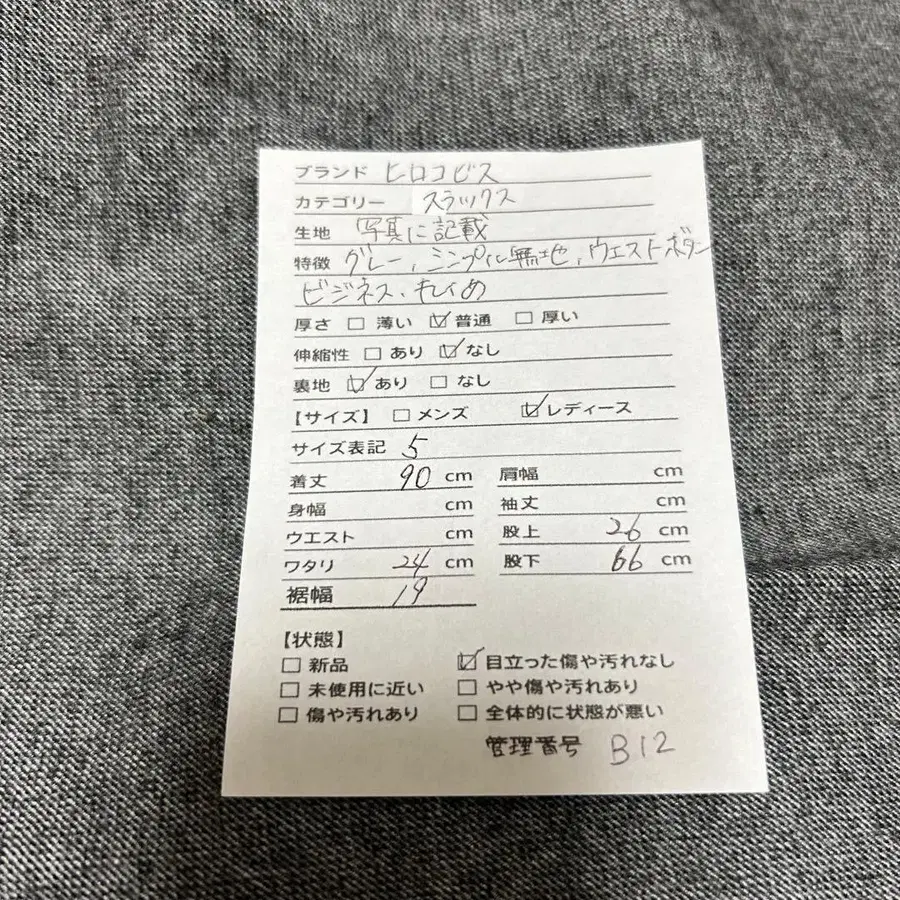 ブランド ヒロコビス
カテゴリー スラックス
生地 写真に記載
特徴 グレー、シンプル無地、ウエストボタン
ビジネス、キレイめ
厚さ □ 薄い ☑ 普通 □ 厚い
伸縮性 □ あり ☑ なし
裏地 ☑ あり □ なし
【サイズ】 □ メンズ ☑ レディース
サイズ表記 5
着丈 90 cm 肩幅 cm
身幅 cm 袖丈 cm
ウエスト cm 股上 26 cm
ワタリ 24 cm 股下 66 cm
裾幅 19
【状態】
□ 新品 ☑ 目立った傷や汚れなし
□ 未使用に近い □ やや傷や汚れあり
□ 傷や汚れあり □ 全体的に状態が悪い
管理番号 B12